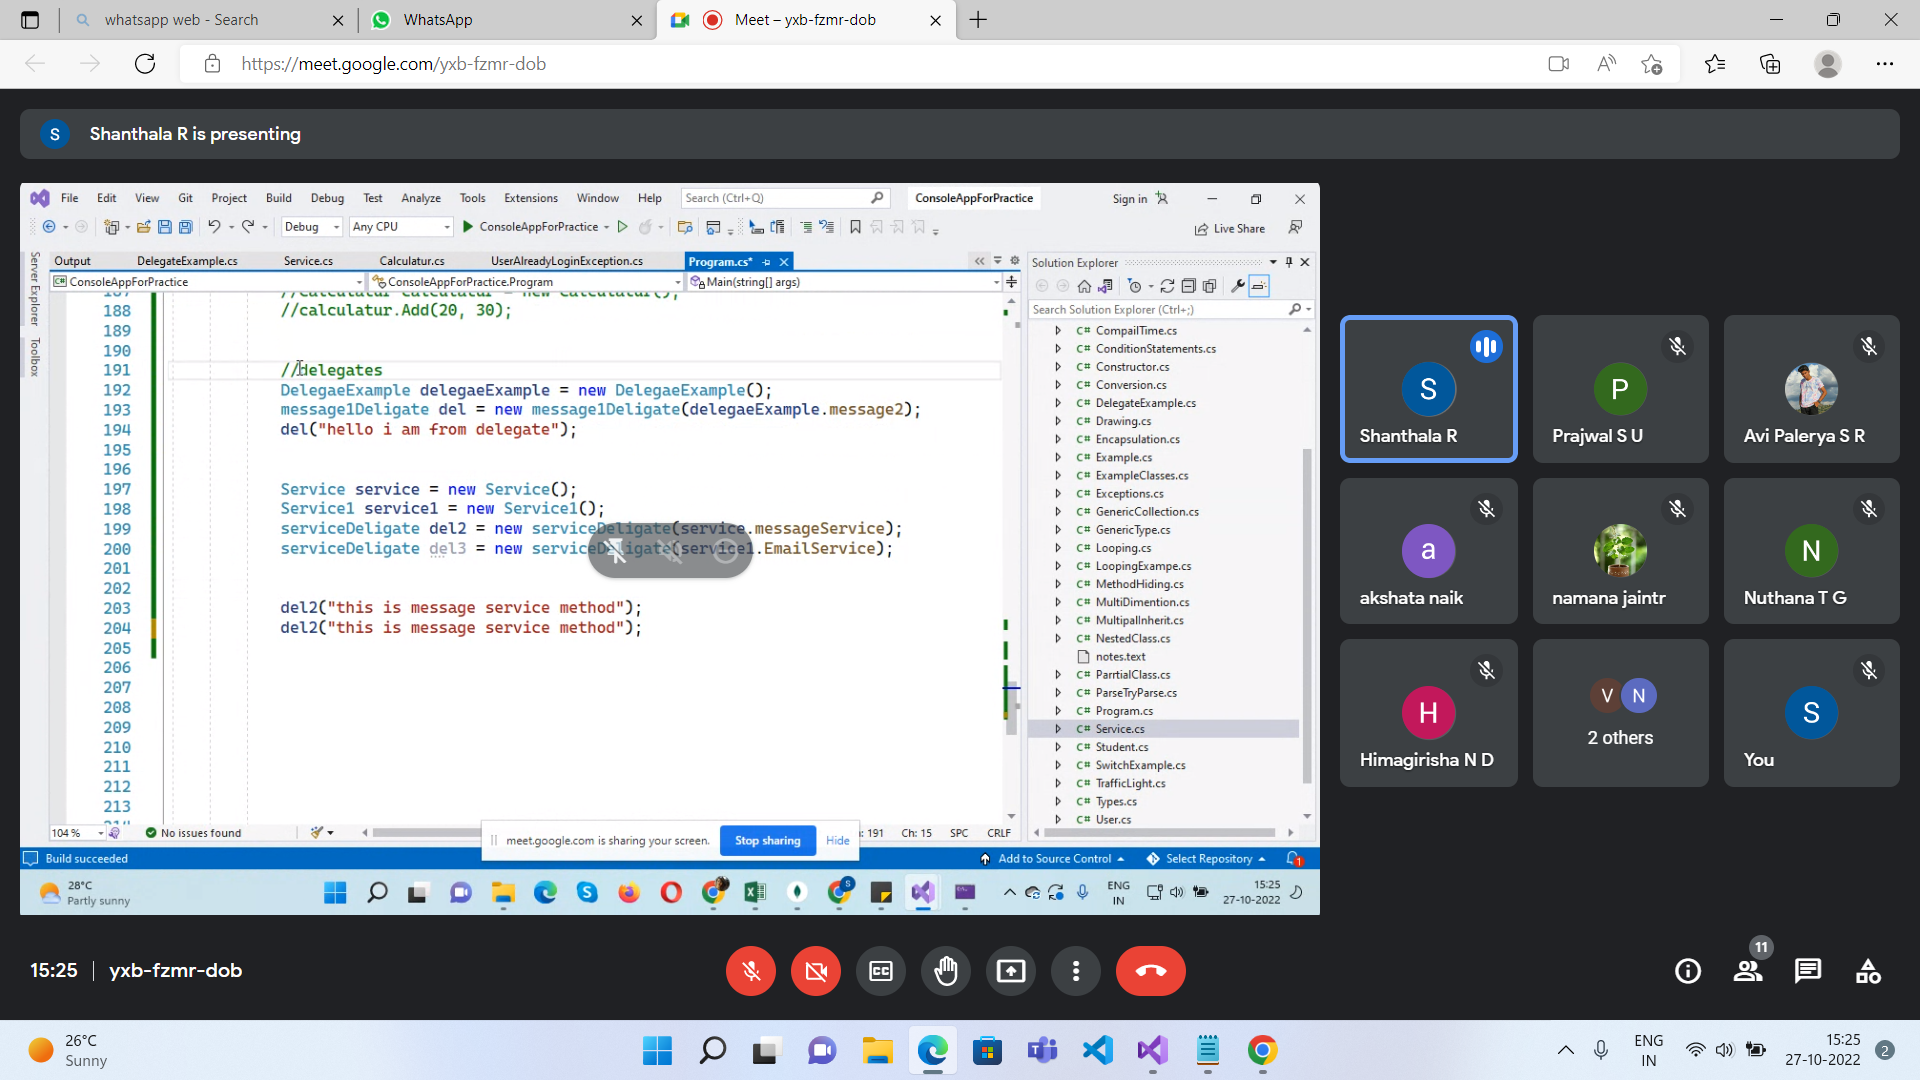 whatsapp web - Search
WhatsApp
Meet – yxb-fzmr-dob
https://meet.google.com/yxb-fzmr-dob
S
Shanthala R is presenting
File Edit View Git Project Build Debug Test Analyze Tools Extensions Window Help
Search (Ctrl+Q)
ConsoleAppForPractice
Sign in
Debug
Any CPU
ConsoleAppForPractice
Live Share
Server Explorer
Toolbox
Output
DelegateExample.cs
Service.cs
Calculatur.cs
UserAlreadyLoginException.cs
Program.cs*
ConsoleAppForPractice
ConsoleAppForPractice.Program
Main(string[] args)
187 //Calculatur calculatur = new Calculatur();
188 //calculatur.Add(20, 30);
189
190
191 //delegates
192 DelegaeExample delegaeExample = new DelegaeExample();
193 message1Deligate del = new message1Deligate(delegaeExample.message2);
194 del("hello i am from delegate");
195
196
197 Service service = new Service();
198 Service1 service1 = new Service1();
199 serviceDeligate del2 = new serviceDeligate(service.messageService);
200 serviceDeligate del3 = new serviceDeligate(service1.EmailService);
201
202
203 del2("this is message service method");
204 del2("this is message service method");
205
206
207
208
209
210
211
212
213
104 %
No issues found
: 191
Ch: 15
SPC
CRLF
meet.google.com is sharing your screen.
Stop sharing
Hide
Build succeeded
Add to Source Control
Select Repository
1
Solution Explorer
Search Solution Explorer (Ctrl+;)
C# CompailTime.cs
C# ConditionStatements.cs
C# Constructor.cs
C# Conversion.cs
C# DelegateExample.cs
C# Drawing.cs
C# Encapsulation.cs
C# Example.cs
C# ExampleClasses.cs
C# Exceptions.cs
C# GenericCollection.cs
C# GenericType.cs
C# Looping.cs
C# LoopingExampe.cs
C# MethodHiding.cs
C# MultiDimention.cs
C# MultipalInherit.cs
C# NestedClass.cs
notes.text
C# ParrtialClass.cs
C# ParseTryParse.cs
C# Program.cs
C# Service.cs
C# Student.cs
C# SwitchExample.cs
C# TrafficLight.cs
C# Types.cs
C# User.cs
28°C
Partly sunny
S
ENG
IN
15:25
27-10-2022
S
Shanthala R
P
Prajwal S U
Avi Palerya S R
a
akshata naik
namana jaintr
N
Nuthana T G
H
Himagirisha N D
V N
2 others
S
You
15:25 | yxb-fzmr-dob
CC
11
26°C
Sunny
ENG
IN
15:25
27-10-2022
2